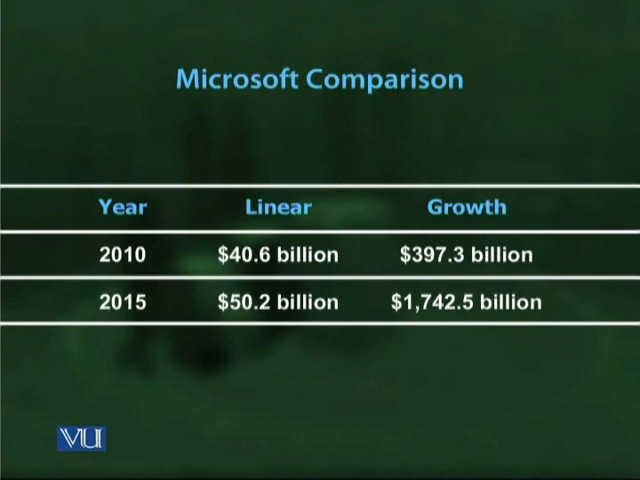 Microsoft Comparison
Year Linear Growth
2010 $40.6 billion $397.3 billion
2015 $50.2 billion $1,742.5 billion
VU